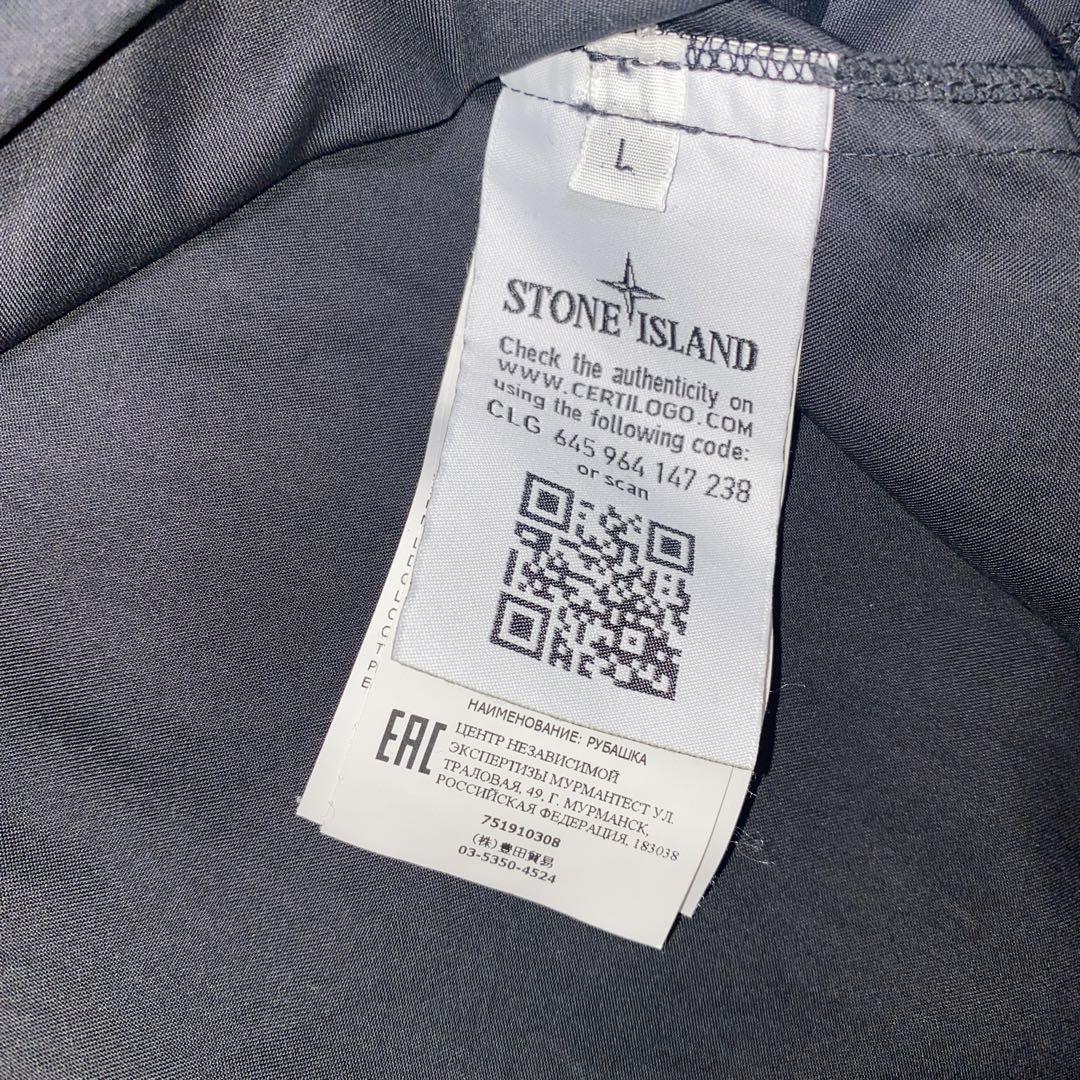 L
STONE ISLAND
Check the authenticity on
WWW.CERTILOGO.COM
using the following code:
CLG 645 964 147 238
or scan
НАИМЕНОВАНИЕ: РУБАШКА
EAC
ЦЕНТР НЕЗАВИСИМОЙ
ЭКСПЕРТИЗЫ МУРМАНТЕСТ УЛ.
ТРАЛОВАЯ, 49, Г. МУРМАНСК,
РОССИЙСКАЯ ФЕДЕРАЦИЯ, 183038
751910308
(株)豊田貿易
03-5350-4524